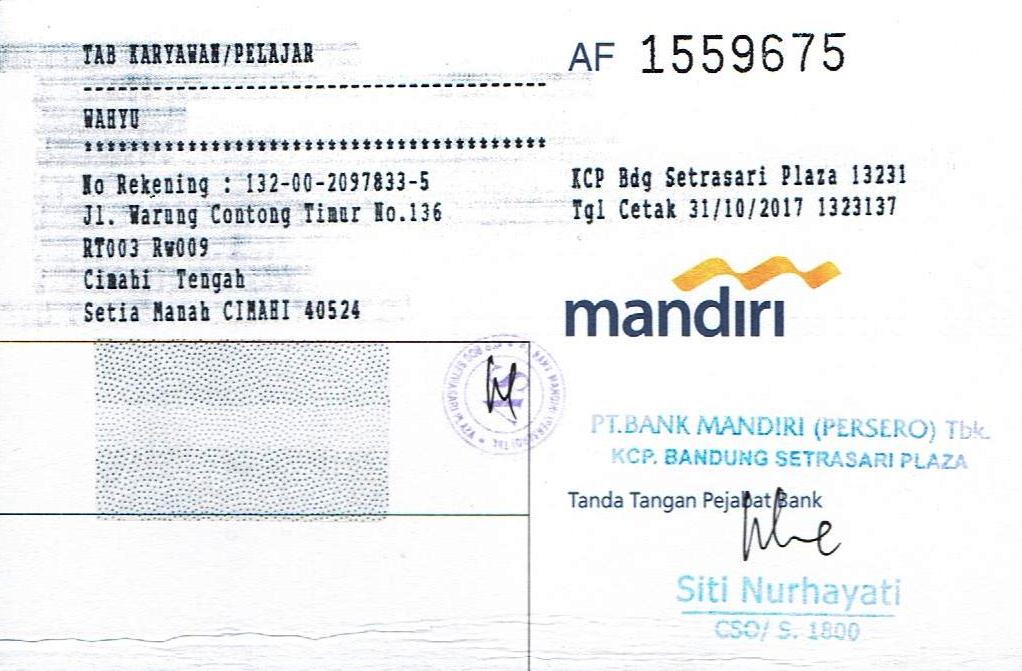 TAB KARYAWAN/PELAJAR
AF 1559675
WAHYU
No Rekening : 132-00-2097833-5
Jl. Warung Contong Timur No.136
RT003 Rw009
Cimahi Tengah
Setia Manah CIMAHI 40524
KCP Bdg Setrasari Plaza 13231
Tgl Cetak 31/10/2017 1323137
mandiri
PT.BANK MANDIRI (PERSERO) Tbk.
KCP. BANDUNG SETRASARI PLAZA
Tanda Tangan Pejabat Bank
Siti Nurhayati
CSO/ S. 1800